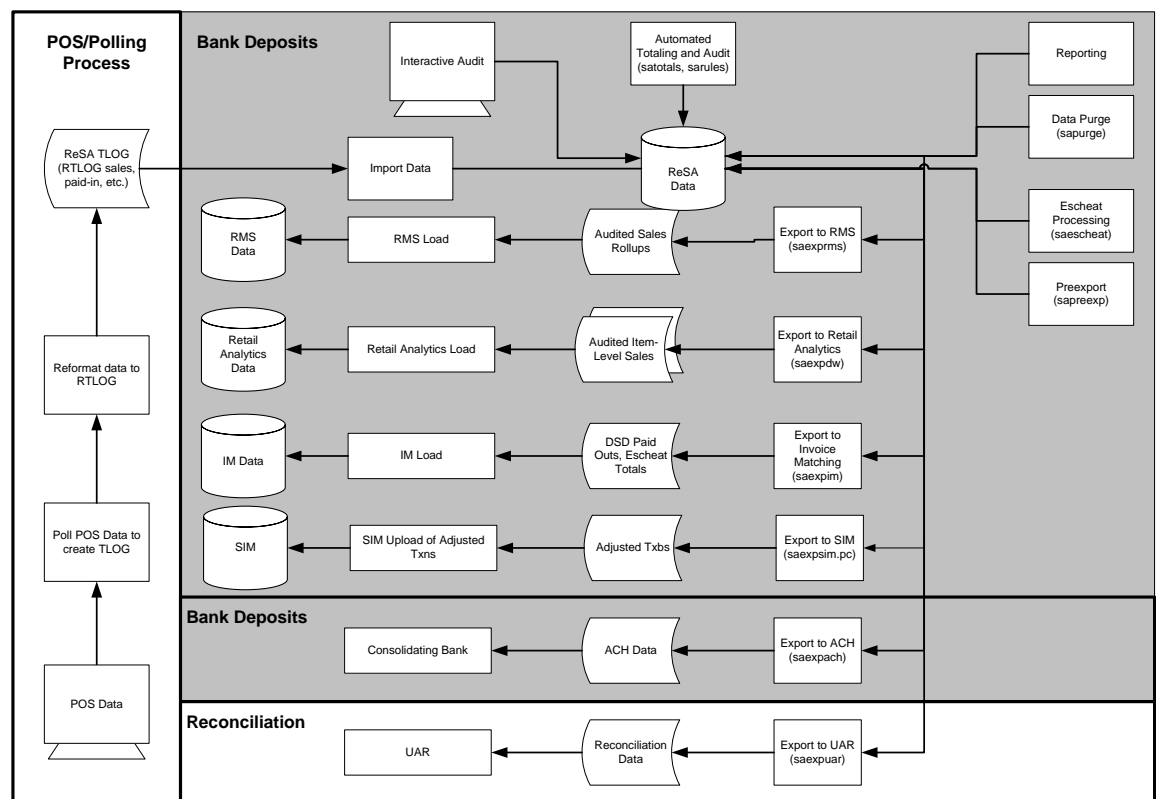 POS/Polling
Process
Bank Deposits
Interactive Audit
Automated
Totaling and Audit
(satotals, sarules)
Reporting
Data Purge
(sapurge)
ReSA TLOG
(RTLOG sales,
paid-in, etc.)
Import Data
ReSA
Data
Escheat
Processing
(saescheat)
RMS
Data
RMS Load
Audited Sales
Rollups
Export to RMS
(saexprms)
Preexport
(sapreexp)
Reformat data to
RTLOG
Retail
Analytics
Data
Retail Analytics Load
Audited Item-
Level Sales
Export to Retail
Analytics
(saexpdw)
IM Data
IM Load
DSD Paid
Outs, Escheat
Totals
Export to
Invoice
Matching
(saexpim)
Poll POS Data to
create TLOG
SIM
SIM Upload of Adjusted
Txns
Adjusted Txbs
Export to SIM
(saexpsim.pc)
Bank Deposits
Consolidating Bank
ACH Data
Export to ACH
(saexpach)
POS Data
Reconciliation
UAR
Reconciliation
Data
Export to UAR
(saexpuar)